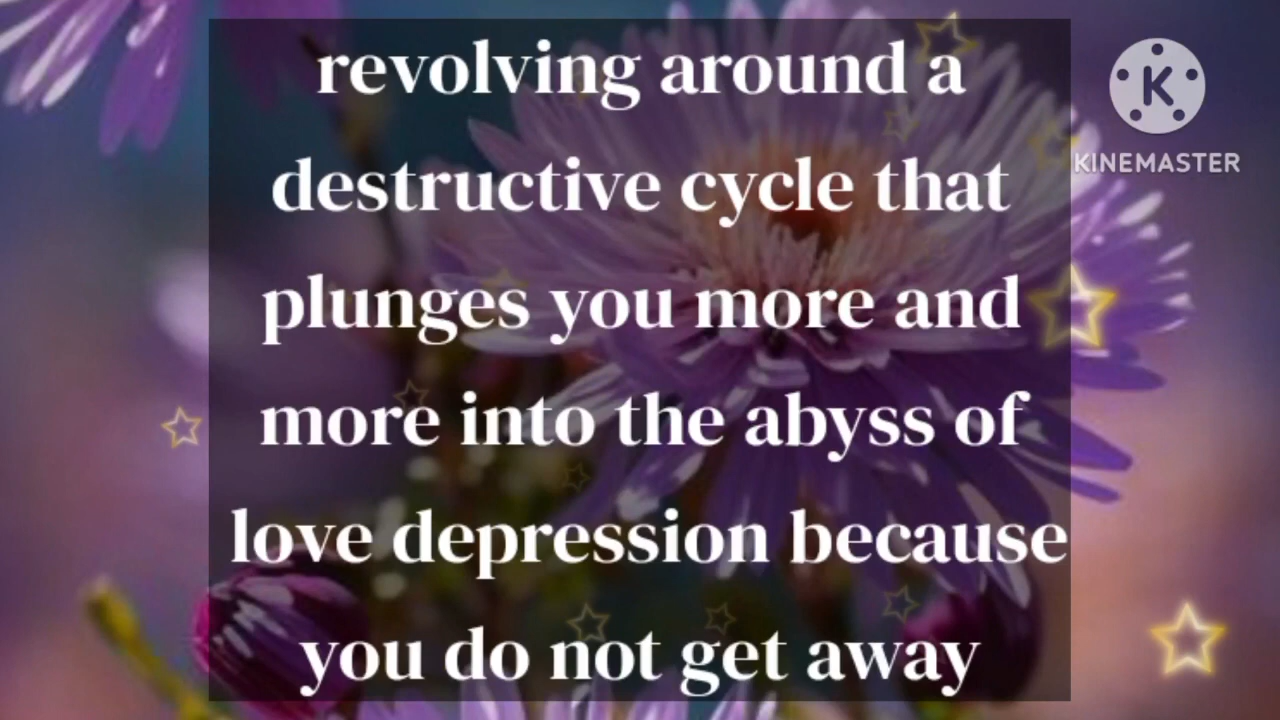 revolving around a
destructive cycle that
plunges you more and
more into the abyss of
love depression because
you do not get away
K
KINEMASTER